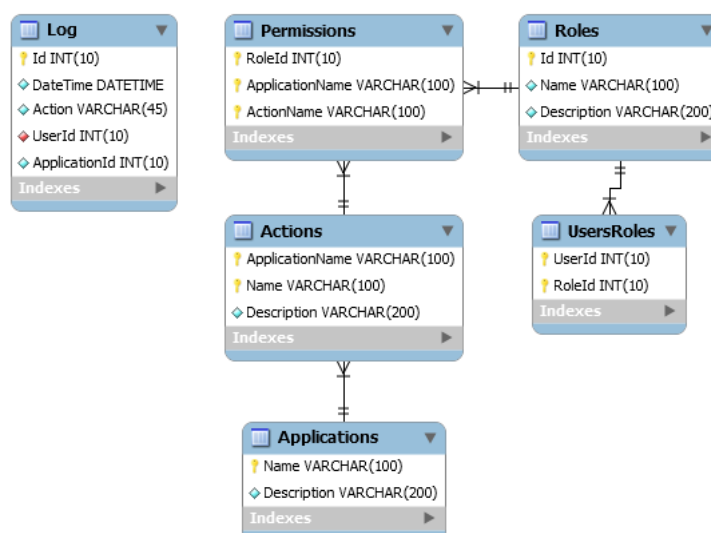 Log
Id INT(10)
DateTime DATETIME
Action VARCHAR(45)
UserId INT(10)
ApplicationId INT(10)
Indexes
Permissions
RoleId INT(10)
ApplicationName VARCHAR(100)
ActionName VARCHAR(100)
Indexes
Roles
Id INT(10)
Name VARCHAR(100)
Description VARCHAR(200)
Indexes
Actions
ApplicationName VARCHAR(100)
Name VARCHAR(100)
Description VARCHAR(200)
Indexes
UsersRoles
UserId INT(10)
RoleId INT(10)
Indexes
Applications
Name VARCHAR(100)
Description VARCHAR(200)
Indexes